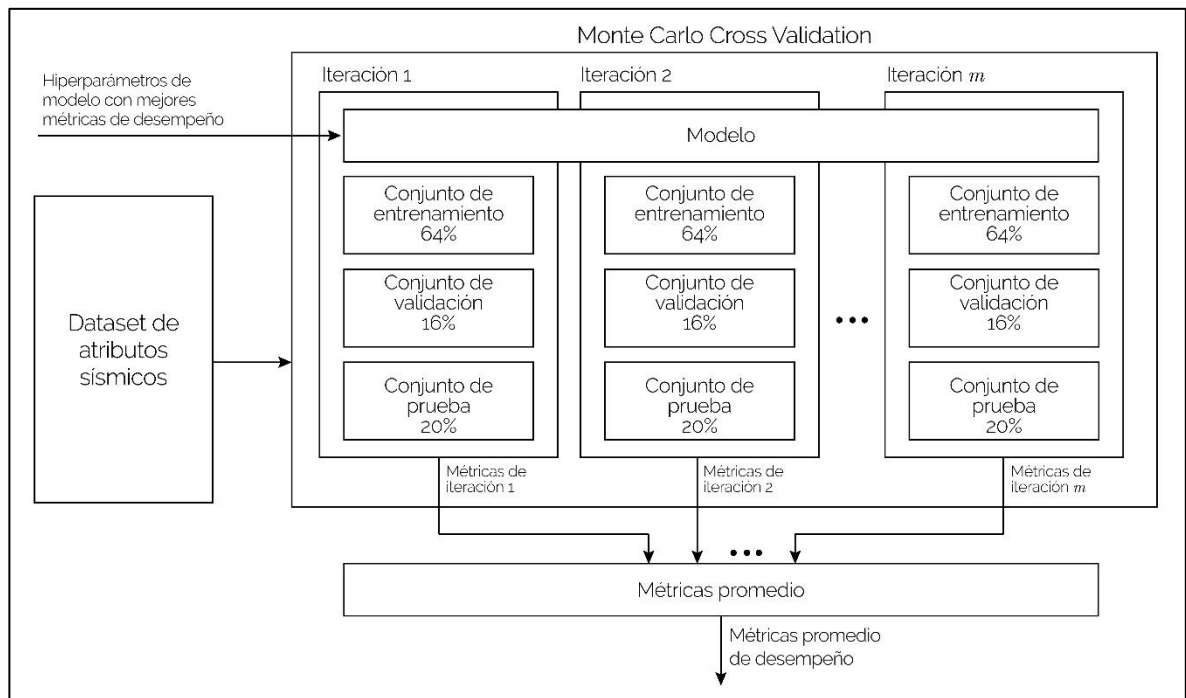 Monte Carlo Cross Validation
Hiperparámetros de
modelo con mejores
métricas de desempeño
Iteración 1
Iteración 2
Iteración m
Modelo
Dataset de
atributos
sísmicos
Conjunto de
entrenamiento
64%
Conjunto de
validación
16%
Conjunto de
prueba
20%
Conjunto de
entrenamiento
64%
Conjunto de
validación
16%
Conjunto de
prueba
20%
•••
Conjunto de
entrenamiento
64%
Conjunto de
validación
16%
Conjunto de
prueba
20%
Métricas de
iteración 1
Métricas de
iteración 2
Métricas de
iteración m
•••
Métricas promedio
Métricas promedio
de desempeño